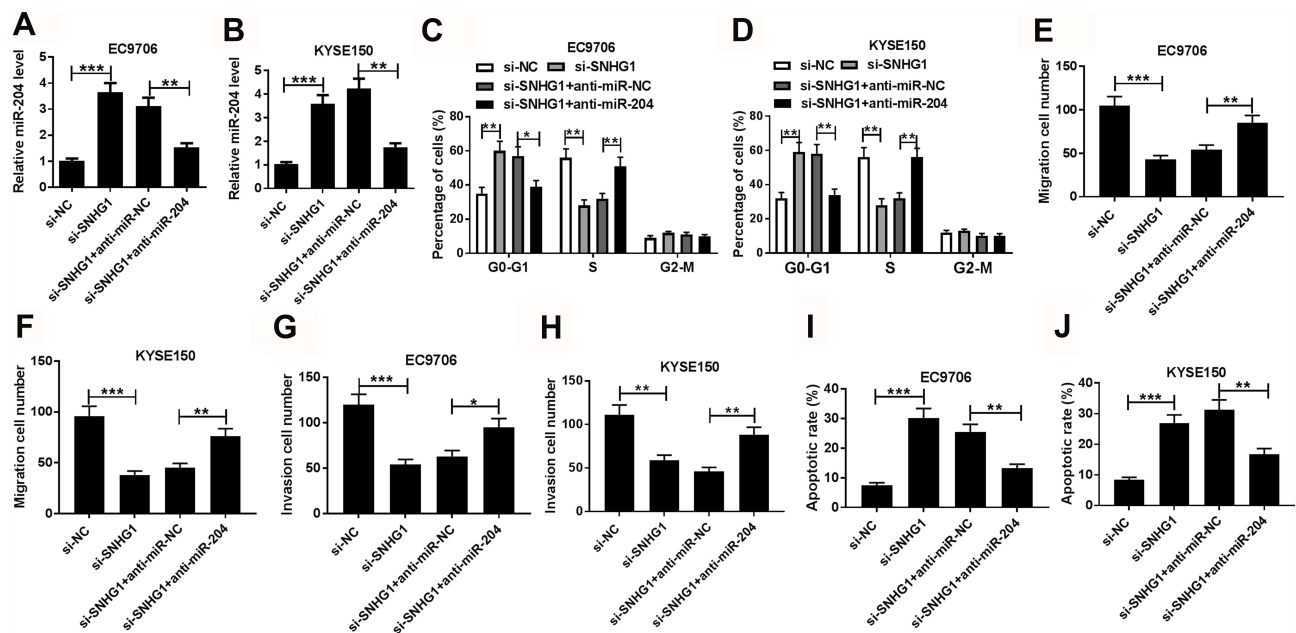 A
EC9706
Relative miR-204 level
5
4
3
2
1
0
***
**
si-NC
si-SNHG1
si-SNHG1+anti-miR-NC
si-SNHG1+anti-miR-204
B
KYSE150
Relative miR-204 level
5
4
3
2
1
0
***
**
si-NC
si-SNHG1
si-SNHG1+anti-miR-NC
si-SNHG1+anti-miR-204
C
EC9706
si-NC si-SNHG1
si-SNHG1+anti-miR-NC
si-SNHG1+anti-miR-204
Percentage of cells (%)
80
60
40
20
0
** * ** **
G0-G1 S G2-M
D
KYSE150
si-NC si-SNHG1
si-SNHG1+anti-miR-NC
si-SNHG1+anti-miR-204
Percentage of cells (%)
80
60
40
20
0
** ** ** **
G0-G1 S G2-M
E
EC9706
Migration cell number
150
100
50
0
***
**
si-NC
si-SNHG1
si-SNHG1+anti-miR-NC
si-SNHG1+anti-miR-204
F
KYSE150
Migration cell number
150
100
50
0
***
**
si-NC
si-SNHG1
si-SNHG1+anti-miR-NC
si-SNHG1+anti-miR-204
G
EC9706
Invasion cell number
150
100
50
0
***
*
si-NC
si-SNHG1
si-SNHG1+anti-miR-NC
si-SNHG1+anti-miR-204
H
KYSE150
Invasion cell number
150
100
50
0
**
**
si-NC
si-SNHG1
si-SNHG1+anti-miR-NC
si-SNHG1+anti-miR-204
I
EC9706
Apoptotic rate (%)
40
30
20
10
0
***
**
si-NC
si-SNHG1
si-SNHG1+anti-miR-NC
si-SNHG1+anti-miR-204
J
KYSE150
Apoptotic rate (%)
40
30
20
10
0
***
**
si-NC
si-SNHG1
si-SNHG1+anti-miR-NC
si-SNHG1+anti-miR-204